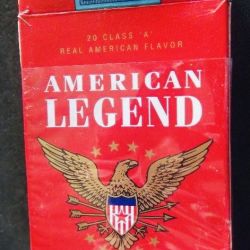 20 CLASS 'A'
REAL AMERICAN FLAVOR
AMERICAN
LEGEND